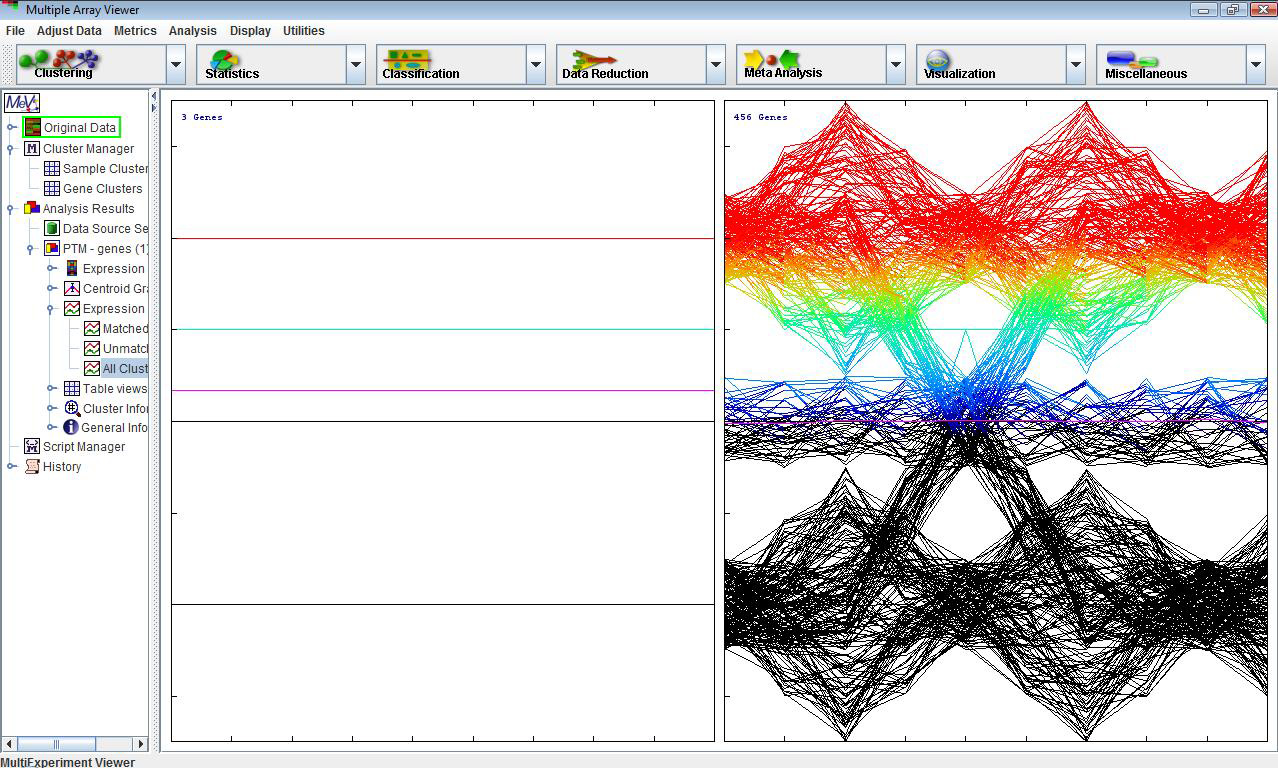 Multiple Array Viewer
File Adjust Data Metrics Analysis Display Utilities
Clustering Statistics Classification Data Reduction Meta Analysis Visualization Miscellaneous
MeV
Original Data
Cluster Manager
Sample Cluster
Gene Clusters
Analysis Results
Data Source Se
PTM - genes (1)
Expression
Centroid Gra
Expression
Matched
Unmatc
All Clust
Table views
Cluster Infor
General Info
Script Manager
History
3 Genes
456 Genes
MultiExperiment Viewer